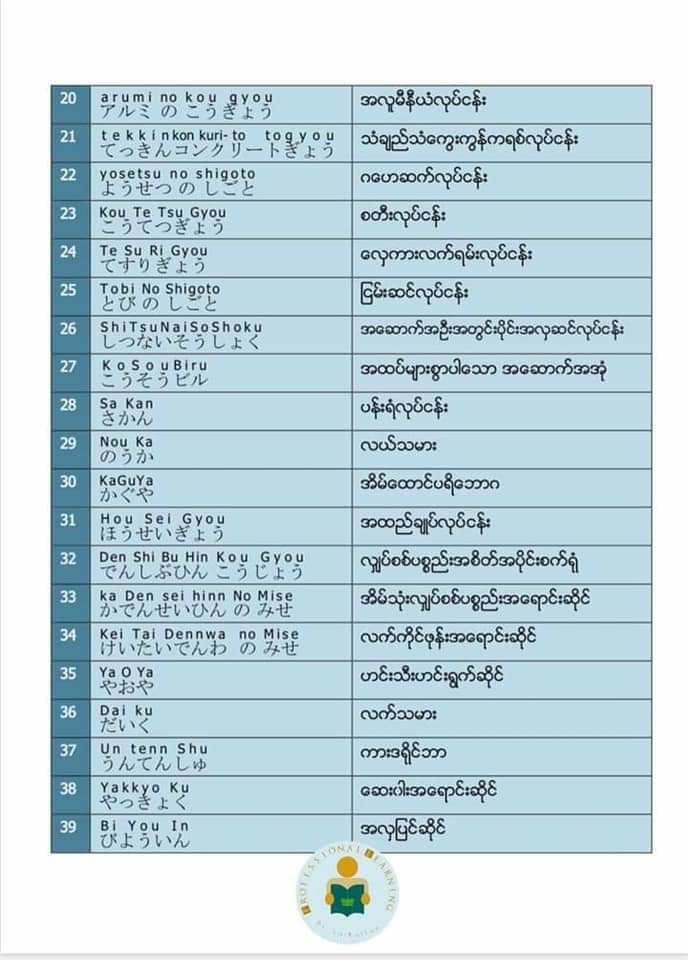 20 arumi no kou gyou အလူမီနီယံလုပ်ငန်း
アルミ の こうぎょう
21 tekkinkon kuri-to togyou သံချည်သံကွေးကွန်ကရစ်လုပ်ငန်း
てっきんコンクリートぎょう
22 yosetsu no shigoto ဂဟေဆက်လုပ်ငန်း
ようせつ の しごと
23 Kou Te Tsu Gyou စတီးလုပ်ငန်း
こうてつぎょう
24 Te Su Ri Gyou လှေကားလက်ရမ်းလုပ်ငန်း
てすりぎょう
25 Tobi No Shigoto ငြမ်းဆင်လုပ်ငန်း
とび の しごと
26 ShiTsuNaiSoShoku အဆောက်အဦးအတွင်းပိုင်းအလှဆင်လုပ်ငန်း
しつないそうしょく
27 KoSouBiru အထပ်များစွာပါသော အဆောက်အအုံ
こうそうビル
28 Sa Kan ပန်းရံလုပ်ငန်း
さかん
29 Nou Ka လယ်သမား
のうか
30 KaGuYa အိမ်ထောင်ပရိဘောဂ
かぐや
31 Hou Sei Gyou အထည်ချုပ်လုပ်ငန်း
ほうせいぎょう
32 Den Shi Bu Hin Kou Gyou လျှပ်စစ်ပစ္စည်းအစိတ်အပိုင်းစက်ရုံ
でんしぶひん こうじょう
33 ka Den sei hinn No Mise အိမ်သုံးလျှပ်စစ်ပစ္စည်းအရောင်းဆိုင်
かでんせいひん の みせ
34 Kei Tai Dennwa no Mise လက်ကိုင်ဖုန်းအရောင်းဆိုင်
けいたいでんわ の みせ
35 Ya O Ya ဟင်းသီးဟင်းရွက်ဆိုင်
やおや
36 Dai ku လက်သမား
だいく
37 Un tenn Shu ကားဒရိုင်ဘာ
うんてんしゅ
38 Yakkyo Ku ဆေးဝါးအရောင်းဆိုင်
やっきょく
39 Bi You In အလှပြင်ဆိုင်
びよういん
PROFESSIONAL LEARNING